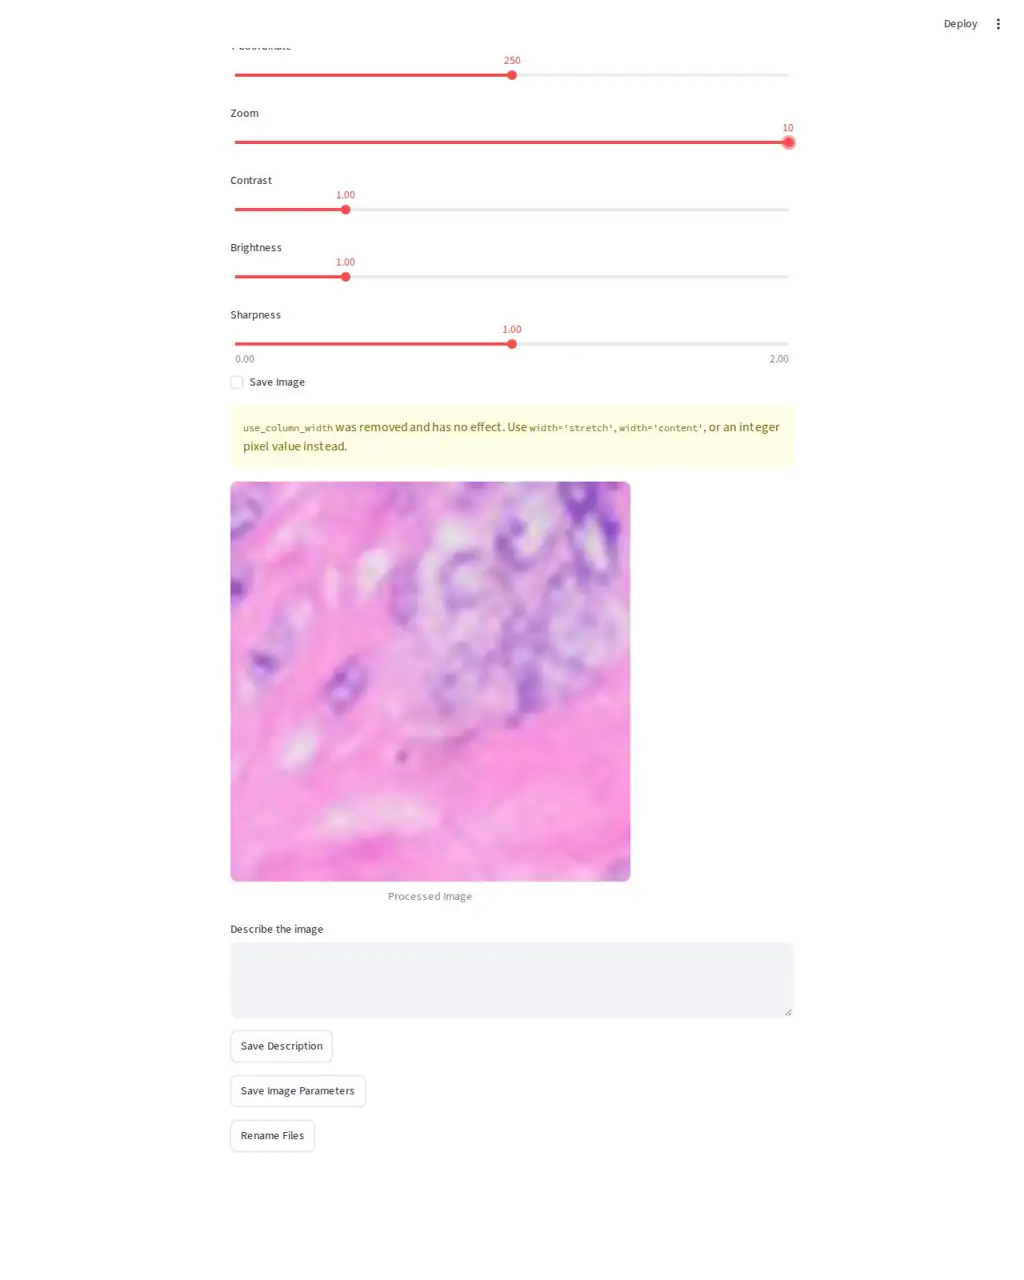 Deploy
Y Coordinate
250
Zoom
10
Contrast
1.00
Brightness
1.00
Sharpness
1.00
0.00 2.00
Save Image
use_column_width was removed and has no effect. Use width='stretch', width='content', or an integer
pixel value instead.
Processed Image
Describe the image
Save Description
Save Image Parameters
Rename Files